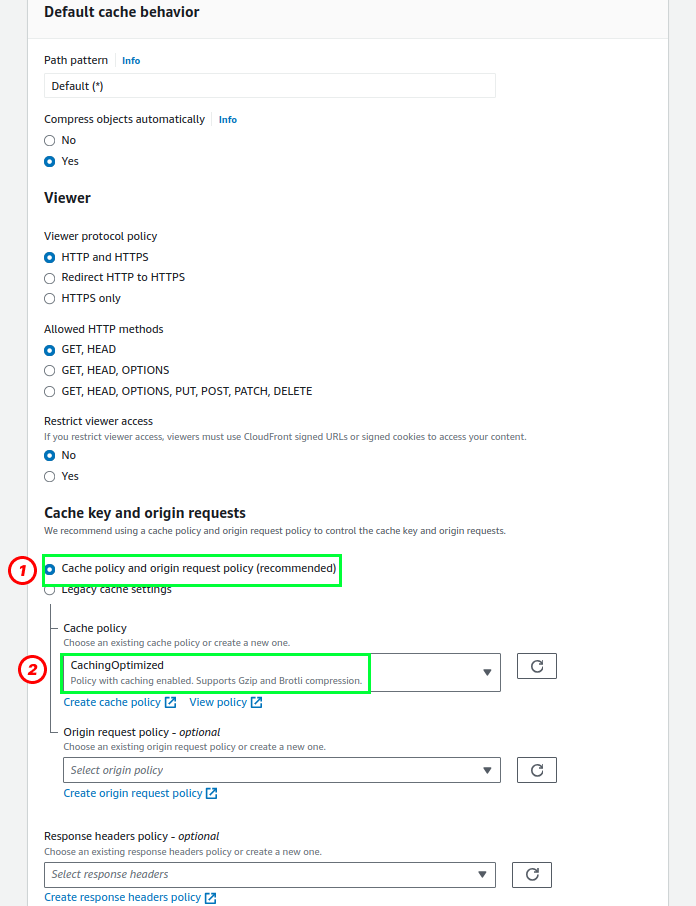 Default cache behavior
Path pattern Info
Default (*)
Compress objects automatically Info
No
Yes
Viewer
Viewer protocol policy
HTTP and HTTPS
Redirect HTTP to HTTPS
HTTPS only
Allowed HTTP methods
GET, HEAD
GET, HEAD, OPTIONS
GET, HEAD, OPTIONS, PUT, POST, PATCH, DELETE
Restrict viewer access
If you restrict viewer access, viewers must use CloudFront signed URLs or signed cookies to access your content.
No
Yes
Cache key and origin requests
We recommend using a cache policy and origin request policy to control the cache key and origin requests.
1 Cache policy and origin request policy (recommended)
Legacy cache settings
Cache policy
Choose an existing cache policy or create a new one.
2 CachingOptimized
Policy with caching enabled. Supports Gzip and Brotli compression.
Create cache policy View policy
Origin request policy - optional
Choose an existing origin request policy or create a new one.
Select origin policy
Create origin request policy
Response headers policy - optional
Choose an existing response headers policy or create a new one.
Select response headers
Create response headers policy